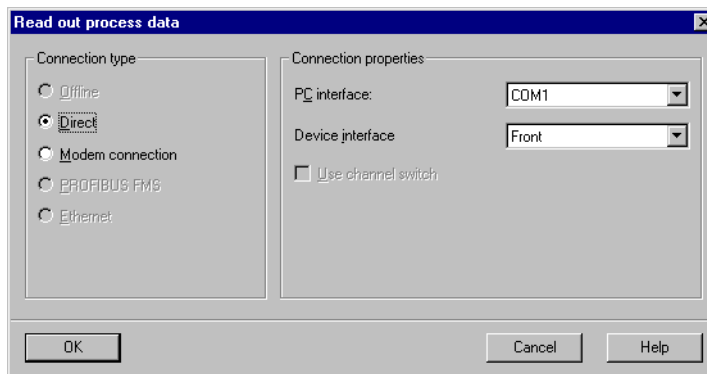 Read out process data
Connection type
Offline
Direct
Modem connection
PROFIBUS FMS
Ethernet
Connection properties
PC interface:
COM1
Device interface
Front
Use channel switch
OK
Cancel
Help